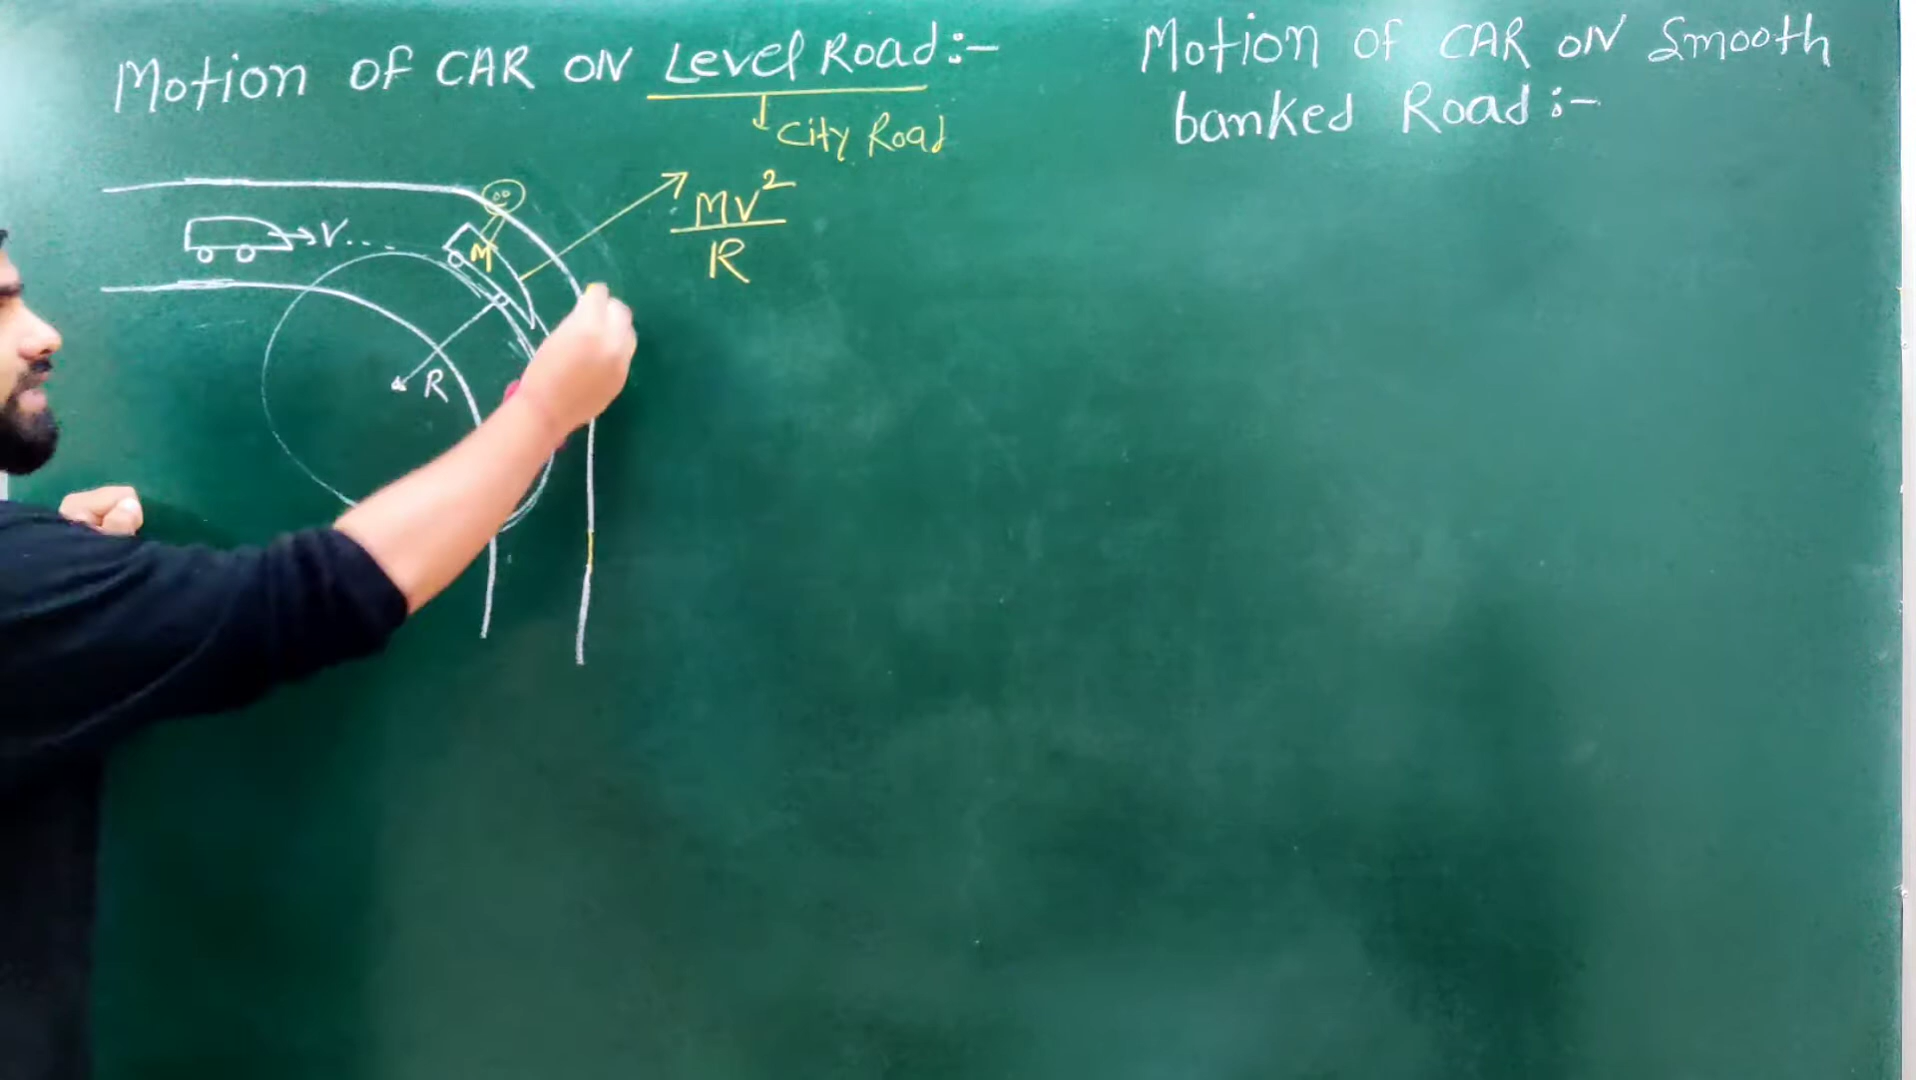 Motion OF CAR ON Level Road:-
City Road
V...
M
MV²
R
R
Motion OF CAR ON Smooth
banked Road:-